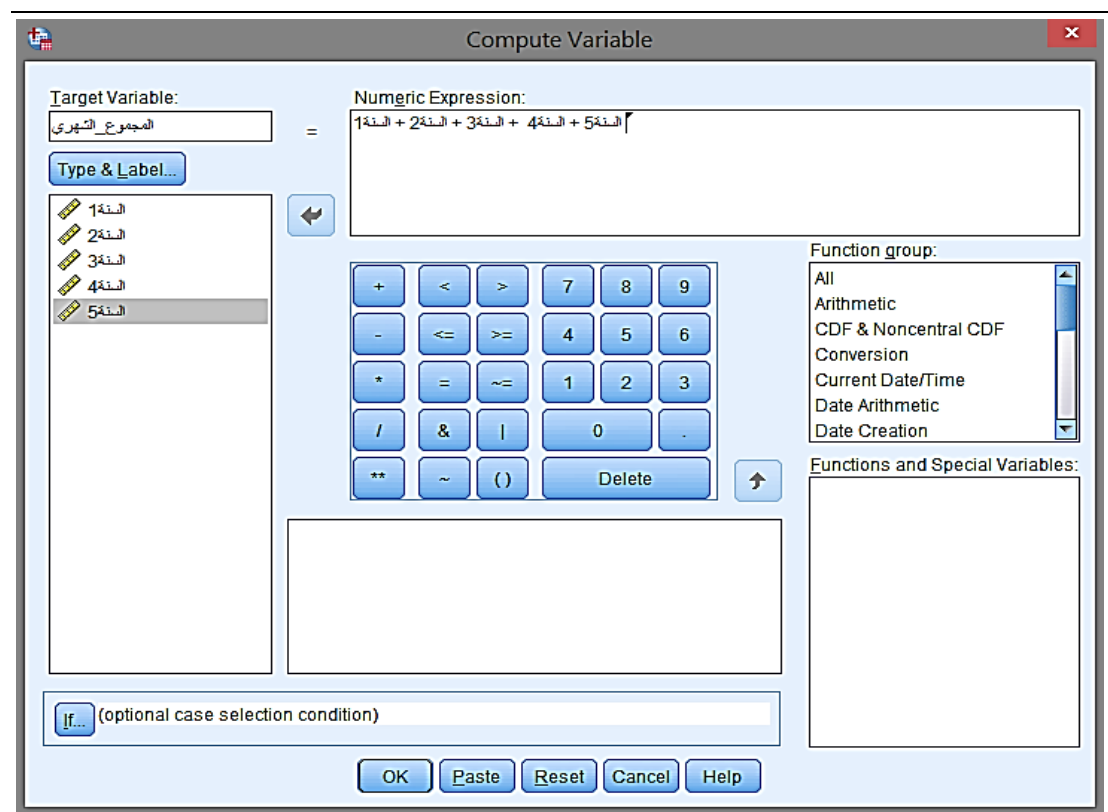 Compute Variable
Target Variable:
المجموع_الشهري
=
Numeric Expression:
السنة1 + السنة2 + السنة3 + السنة4 + السنة5
Type & Label...
السنة1
السنة2
السنة3
السنة4
السنة5
+ < > 7 8 9
- <= >= 4 5 6
* = ~= 1 2 3
/ & | 0 .
** ~ ( ) Delete
Function group:
All
Arithmetic
CDF & Noncentral CDF
Conversion
Current Date/Time
Date Arithmetic
Date Creation
Functions and Special Variables:
If... (optional case selection condition)
OK Paste Reset Cancel Help